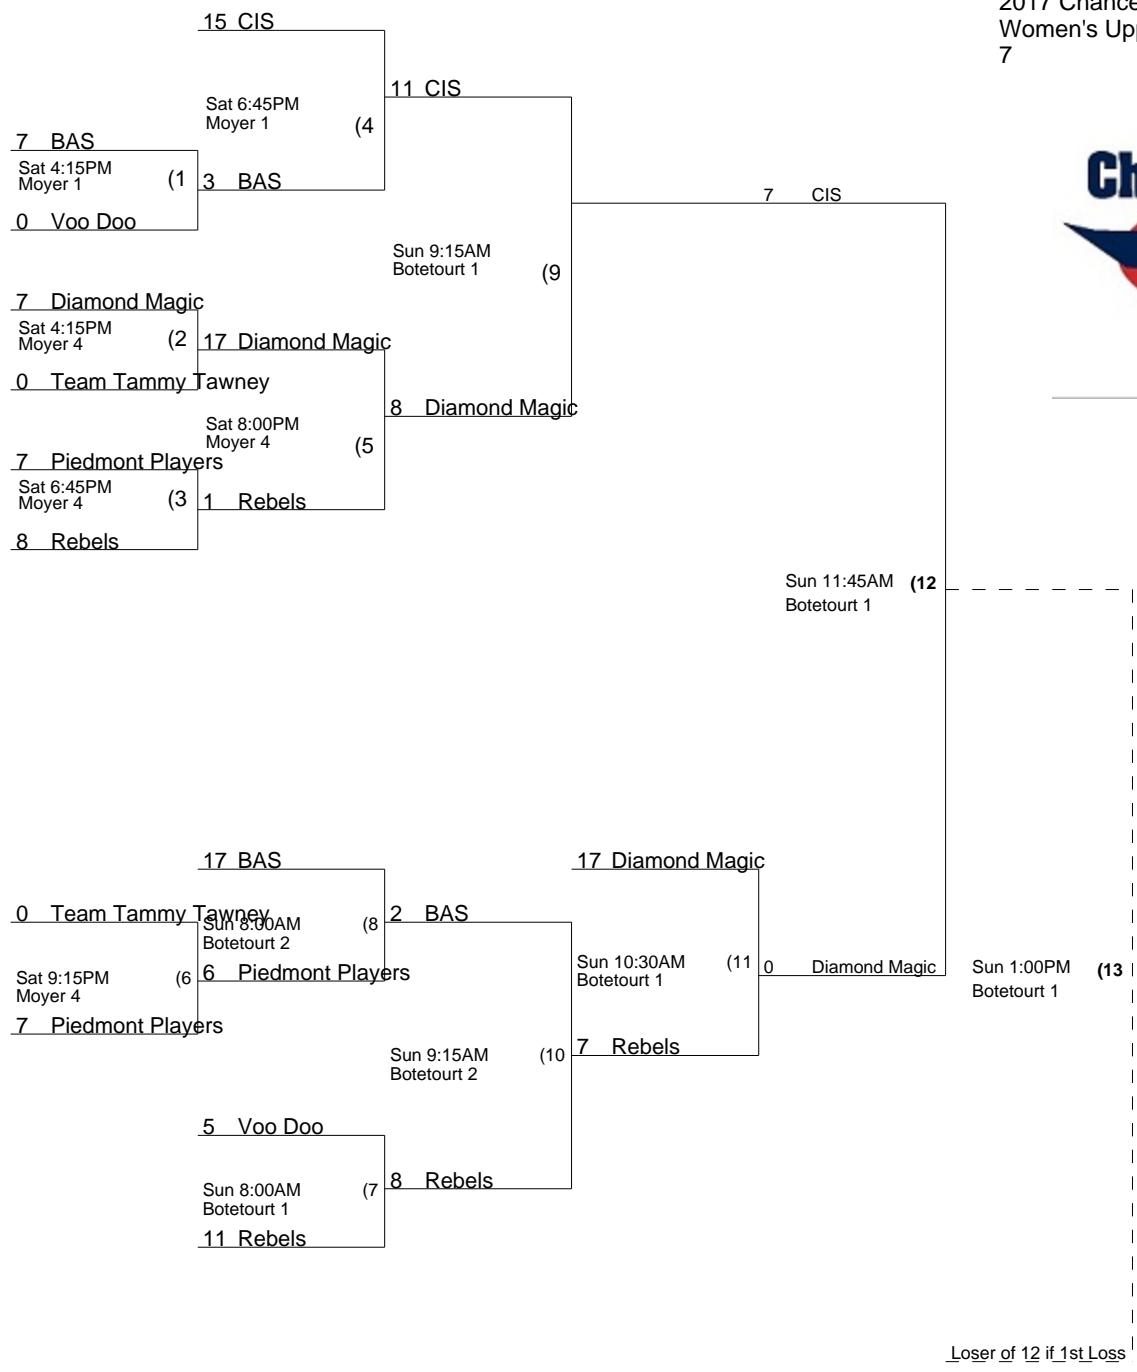 2017 Chance
Women's Upp
7
15 CIS
Sat 6:45PM
Moyer 1
(4
11 CIS
7 BAS
Sat 4:15PM
Moyer 1
(1
3 BAS
0 Voo Doo
7 CIS
Sun 9:15AM
Botetourt 1
(9
Ch
7 Diamond Magic
Sat 4:15PM
Moyer 4
(2
17 Diamond Magic
0 Team Tammy Tawney
8 Diamond Magic
Sat 8:00PM
Moyer 4
(5
7 Piedmont Players
Sat 6:45PM
Moyer 4
(3
1 Rebels
8 Rebels
Sun 11:45AM
Botetourt 1
(12
17 BAS
0 Team Tammy Tawney
Sun 8:00AM
Botetourt 2
(8
2 BAS
17 Diamond Magic
Sat 9:15PM
Moyer 4
(6
6 Piedmont Players
7 Piedmont Players
Sun 10:30AM
Botetourt 1
(11
0 Diamond Magic
Sun 1:00PM
Botetourt 1
(13
Sun 9:15AM
Botetourt 2
(10
7 Rebels
5 Voo Doo
Sun 8:00AM
Botetourt 1
(7
8 Rebels
11 Rebels
Loser of 12 if 1st Loss